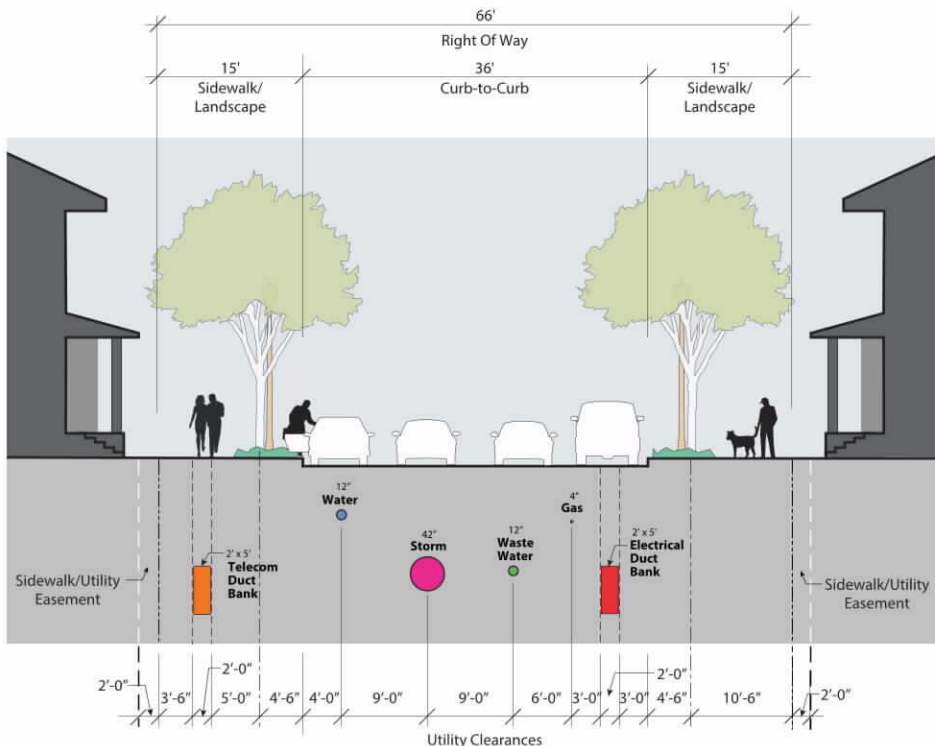 66'
Right Of Way
15'
Sidewalk/
Landscape
36'
Curb-to-Curb
15'
Sidewalk/
Landscape
12"
Water
42"
Storm
12"
Waste
Water
4"
Gas
2' x 5'
Telecom
Duct
Bank
2' x 5'
Electrical
Duct
Bank
Sidewalk/Utility
Easement
Sidewalk/Utility
Easement
2'-0"
3'-6"
2'-0"
5'-0"
4'-6"
4'-0"
9'-0"
9'-0"
6'-0"
3'-0"
2'-0"
3'-0"
4'-6"
10'-6"
2'-0"
Utility Clearances